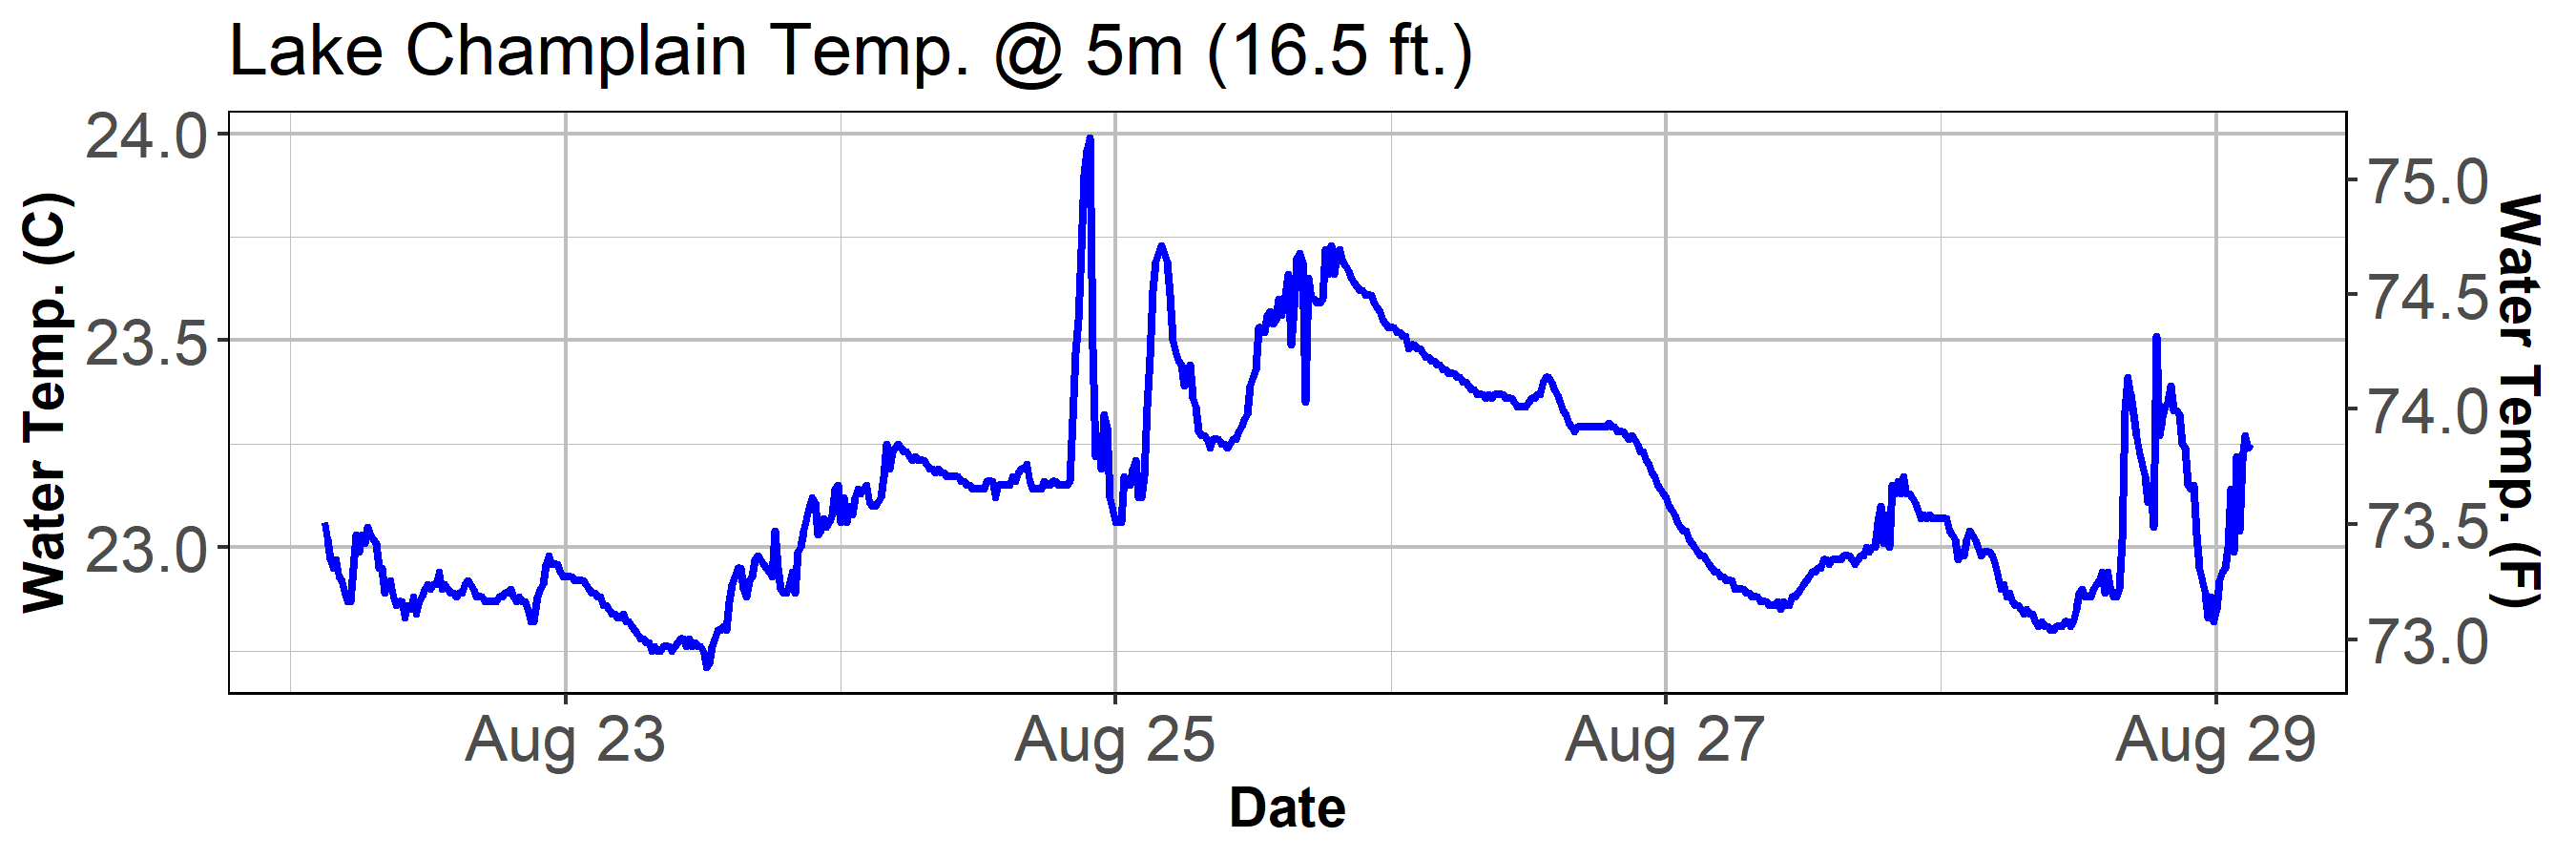 Lake Champlain Temp. @ 5m (16.5 ft.)
Water Temp. (C)
24.0
23.5
23.0
75.0
74.5
74.0
73.5
73.0
Water Temp. (F)
Aug 23 Aug 25 Aug 27 Aug 29
Date